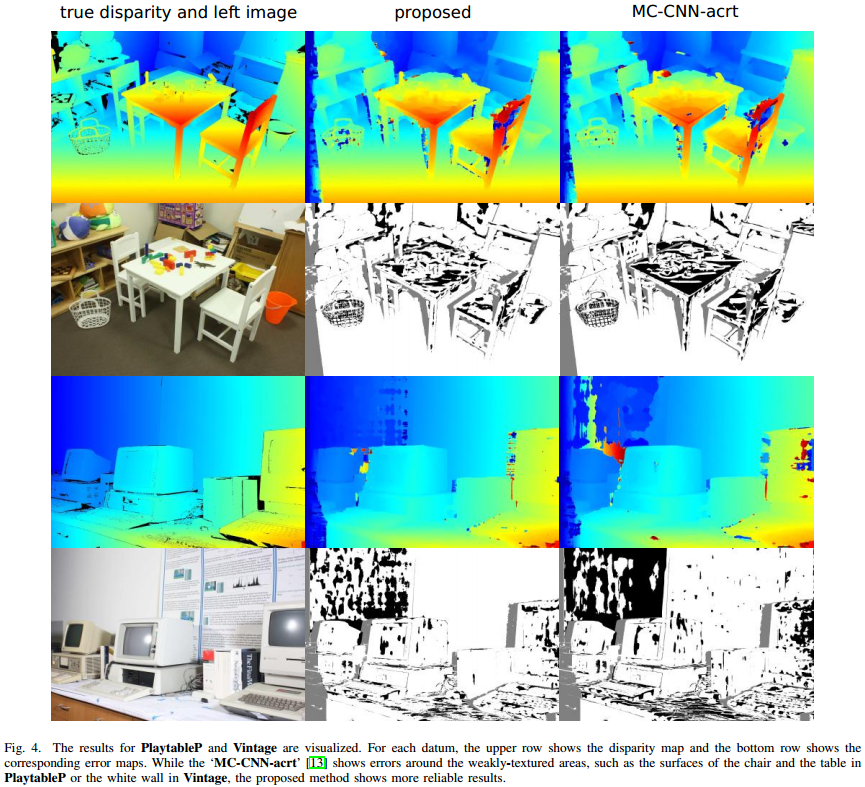 true disparity and left image proposed MC-CNN-acrt
Fig. 4. The results for PlaytableP and Vintage are visualized. For each datum, the upper row shows the disparity map and the bottom row shows the
corresponding error maps. While the ‘MC-CNN-acrt’ [13] shows errors around the weakly-textured areas, such as the surfaces of the chair and the table in
PlaytableP or the white wall in Vintage, the proposed method shows more reliable results.